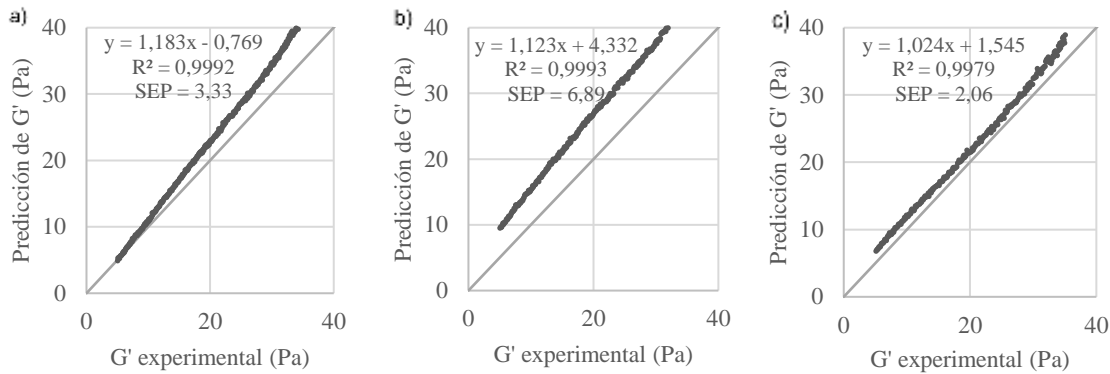 a)
40
30
20
10
0
y = 1,183x - 0,769
R² = 0,9992
SEP = 3,33
0 20 40
Predicción de G' (Pa)
G' experimental (Pa)
b)
40
30
20
10
0
y = 1,123x + 4,332
R² = 0,9993
SEP = 6,89
0 20 40
Predicción de G' (Pa)
G' experimental (Pa)
c)
40
30
20
10
0
y = 1,024x + 1,545
R² = 0,9979
SEP = 2,06
0 20 40
Predicción de G' (Pa)
G' experimental (Pa)